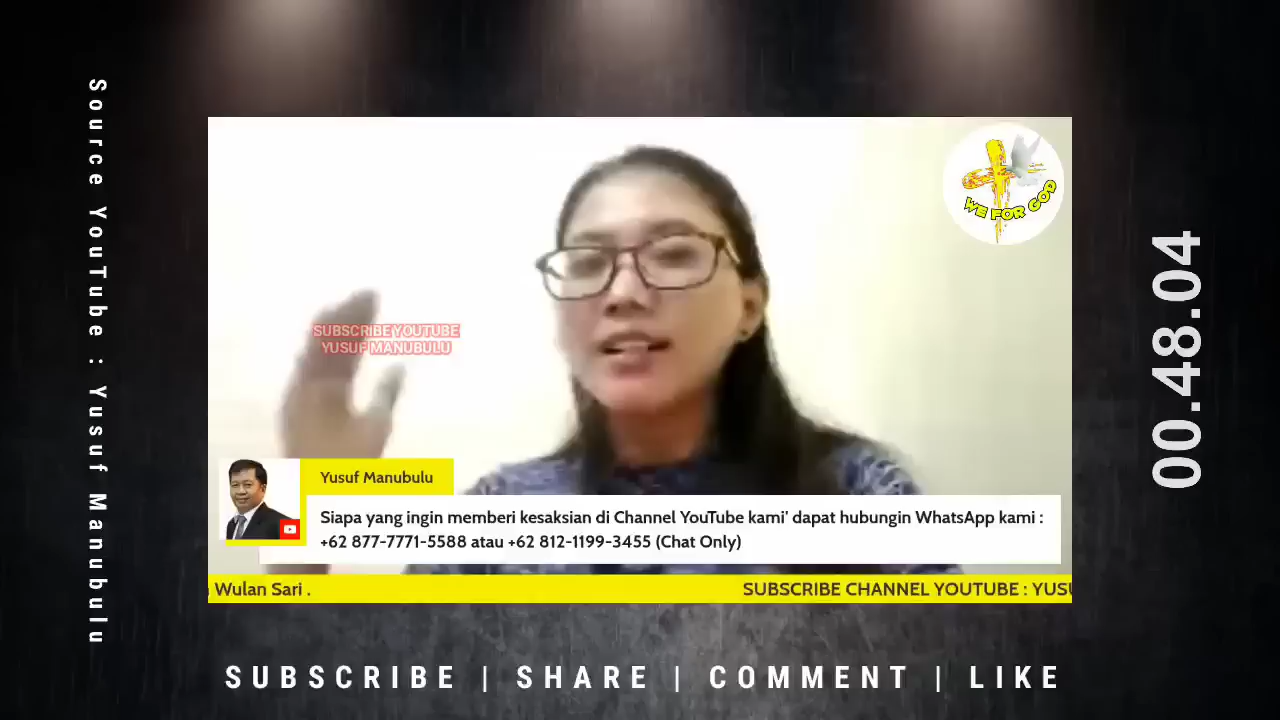 Source YouTube : Yusuf Manubulu
WE FOR GOD
SUBSCRIBE YOUTUBE
YUSUF MANUBULU
00.48.04
Yusuf Manubulu
Siapa yang ingin memberi kesaksian di Channel YouTube kami' dapat hubungin WhatsApp kami :
+62 877-7771-5588 atau +62 812-1199-3455 (Chat Only)
Wulan Sari . SUBSCRIBE CHANNEL YOUTUBE : YUSU
SUBSCRIBE | SHARE | COMMENT | LIKE